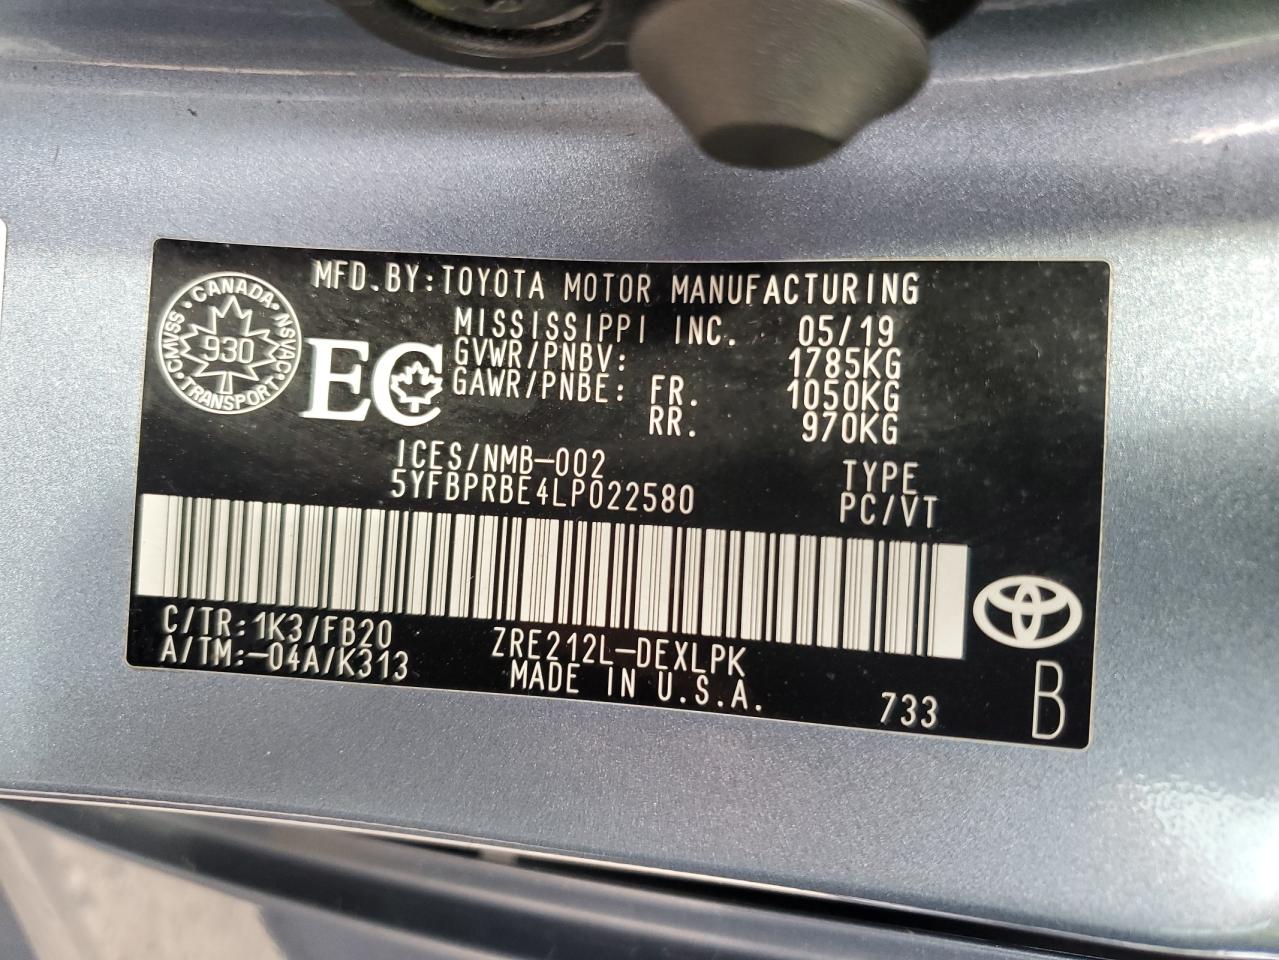 MFD.BY:TOYOTA MOTOR MANUFACTURING
MISSISSIPPI INC. 05/19
GVWR/PNBV: 1785KG
GAWR/PNBE: FR. 1050KG
RR. 970KG
CANADA
CMVSS NSVAC
930
TRANSPORT
EC
ICES/NMB-002
5YFBPRBE4LP022580
TYPE
PC/VT
C/TR:1K3/FB20
A/TM:-04A/K313
ZRE212L-DEXLPK
MADE IN U.S.A.
733
B